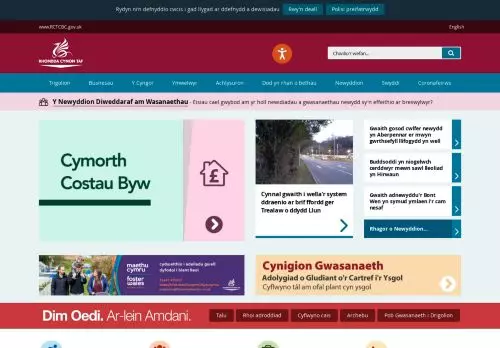 Rydyn ni'n defnyddio cwcis i gad llygad ar ddefnydd a dewisiadau
Rwy'n deall
Polisi preifatrwydd
www.RCTCBC.gov.uk
English
RHONDDA CYNON TAF
Chwilio'r wefan...
Trigolion
Busnesau
Y Cyngor
Ymwelwyr
Achlysuron
Dod yn rhan o bethau
Newyddion
Swyddi
Coronafeirws
Y Newyddion Diweddaraf am Wasanaethau - Eisiau cael gwybod am yr holl newidiadau a gwasanaethau newydd sy'n effeithio ar breswylwyr?
Cymorth
Costau Byw
Cynnal gwaith i wella'r system
ddraenio ar brif ffordd ger
Trealaw o ddydd Llun
Gwaith gosod cwlfer newydd
yn Aberpennar er mwyn
gwrthsefyll llifogydd yn well
Buddsoddi yn niogelwch
cerddwyr mewn sawl lleoliad
yn Hirwaun
Gwaith adnewyddu'r Bont
Wen yn symud ymlaen i'r cam
nesaf
Rhagor o Newyddion...
maethu
cymru
foster
wales
Cynigion Gwasanaeth
Adolygiad o Gludiant o'r Cartref i'r Ysgol
Cyflwyno tâl am ofal plant cyn ysgol
Dim Oedi. Ar-lein Amdani.
Talu
Rhoi adroddiad
Cyflwyno cais
Archebu
Pob Gwasanaeth i Drigolion